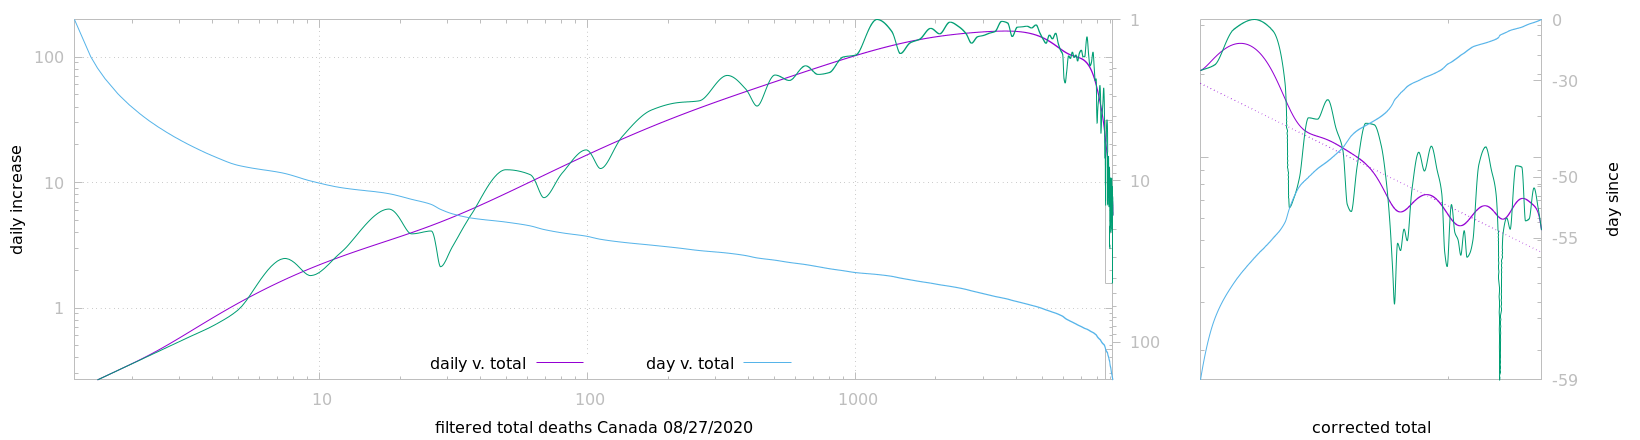 100
10
1
daily increase
10
100
1000
filtered total deaths Canada 08/27/2020
daily v. total
day v. total
1
10
100
0
-30
-50
-55
-59
day since
corrected total